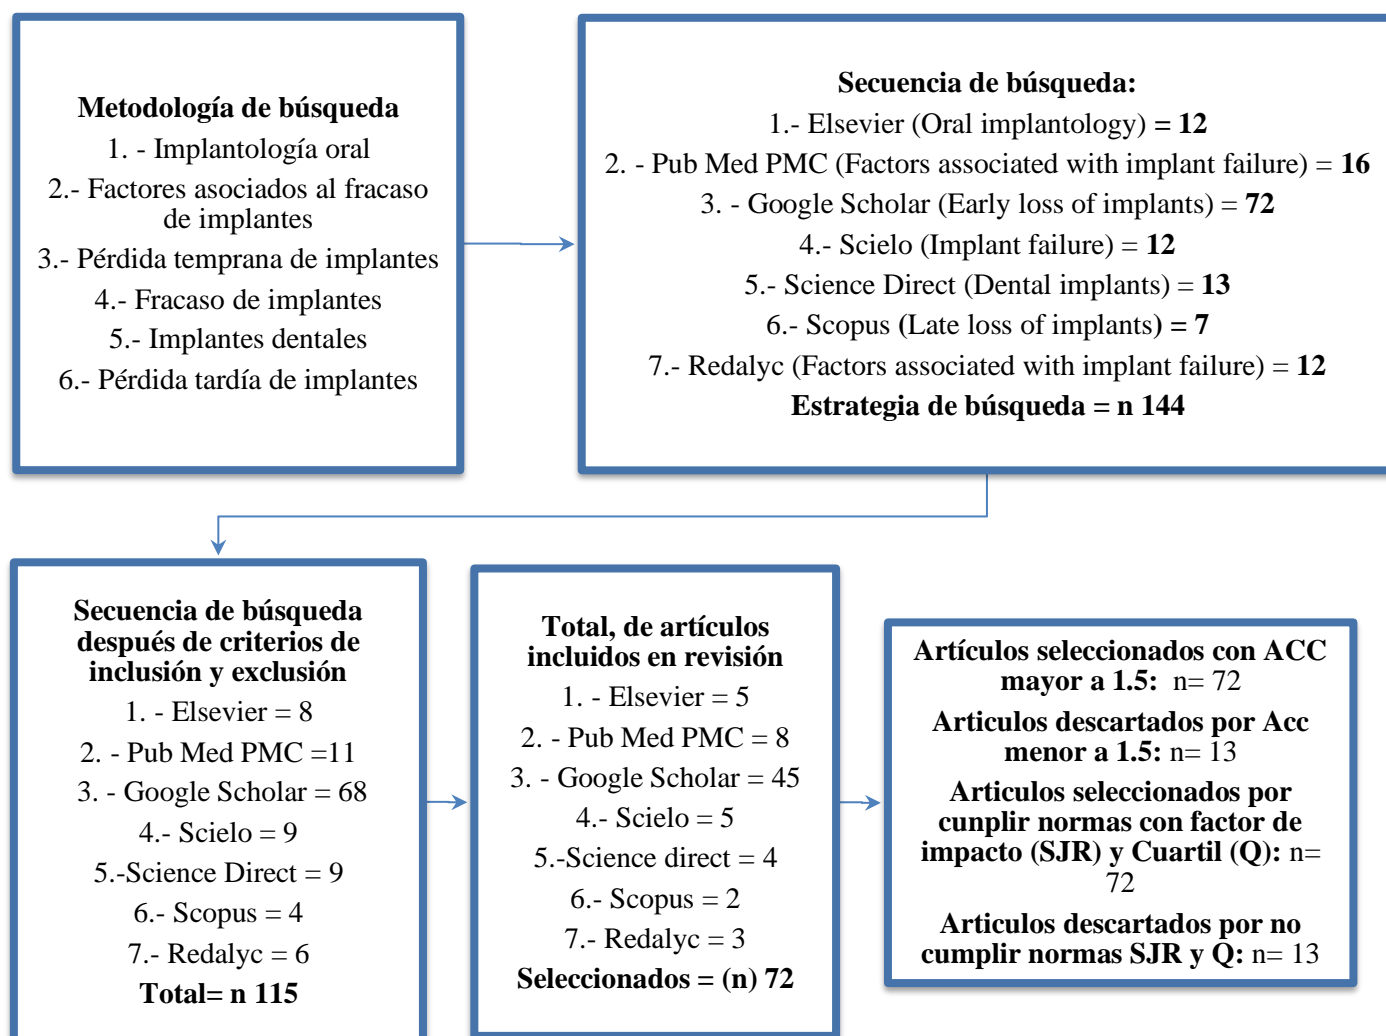 Metodología de búsqueda
1. - Implantología oral
2.- Factores asociados al fracaso
de implantes
3.- Pérdida temprana de implantes
4.- Fracaso de implantes
5.- Implantes dentales
6.- Pérdida tardía de implantes
Secuencia de búsqueda:
1.- Elsevier (Oral implantology) = 12
2. - Pub Med PMC (Factors associated with implant failure) = 16
3. - Google Scholar (Early loss of implants) = 72
4.- Scielo (Implant failure) = 12
5.- Science Direct (Dental implants) = 13
6.- Scopus (Late loss of implants) = 7
7.- Redalyc (Factors associated with implant failure) = 12
Estrategia de búsqueda = n 144
Secuencia de búsqueda
después de criterios de
inclusión y exclusión
1. - Elsevier = 8
2. - Pub Med PMC =11
3. - Google Scholar = 68
4.- Scielo = 9
5.-Science Direct = 9
6.- Scopus = 4
7.- Redalyc = 6
Total= n 115
Total, de artículos
incluidos en revisión
1. - Elsevier = 5
2. - Pub Med PMC = 8
3. - Google Scholar = 45
4.- Scielo = 5
5.-Science direct = 4
6.- Scopus = 2
7.- Redalyc = 3
Seleccionados = (n) 72
Artículos seleccionados con ACC
mayor a 1.5: n= 72
Articulos descartados por Acc
menor a 1.5: n= 13
Articulos seleccionados por
cunplir normas con factor de
impacto (SJR) y Cuartil (Q): n=
72
Articulos descartados por no
cumplir normas SJR y Q: n= 13